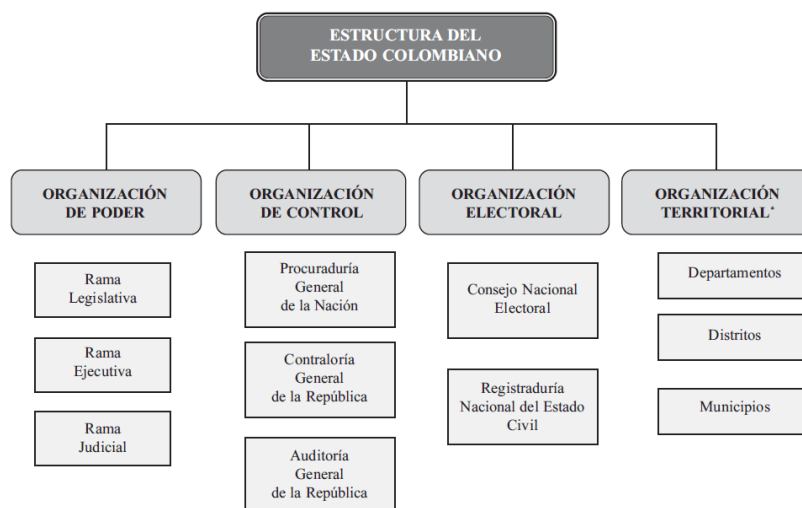 ESTRUCTURA DEL
ESTADO COLOMBIANO
ORGANIZACIÓN
DE PODER
Rama
Legislativa
Rama
Ejecutiva
Rama
Judicial
ORGANIZACIÓN
DE CONTROL
Procuraduría
General
de la Nación
Contraloría
General
de la República
Auditoría
General
de la República
ORGANIZACIÓN
ELECTORAL
Consejo Nacional
Electoral
Registraduría
Nacional del Estado
Civil
ORGANIZACIÓN
TERRITORIAL*
Departamentos
Distritos
Municipios